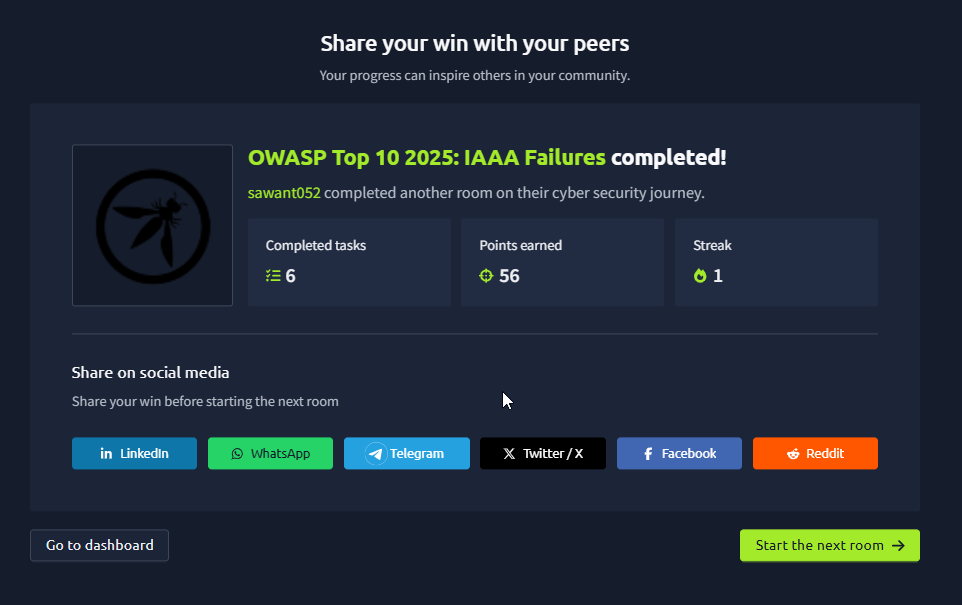 Share your win with your peers
Your progress can inspire others in your community.
OWASP Top 10 2025: IAAA Failures completed!
sawant052 completed another room on their cyber security journey.
Completed tasks
6
Points earned
56
Streak
1
Share on social media
Share your win before starting the next room
in LinkedIn
WhatsApp
Telegram
X Twitter / X
f Facebook
Reddit
Go to dashboard
Start the next room →